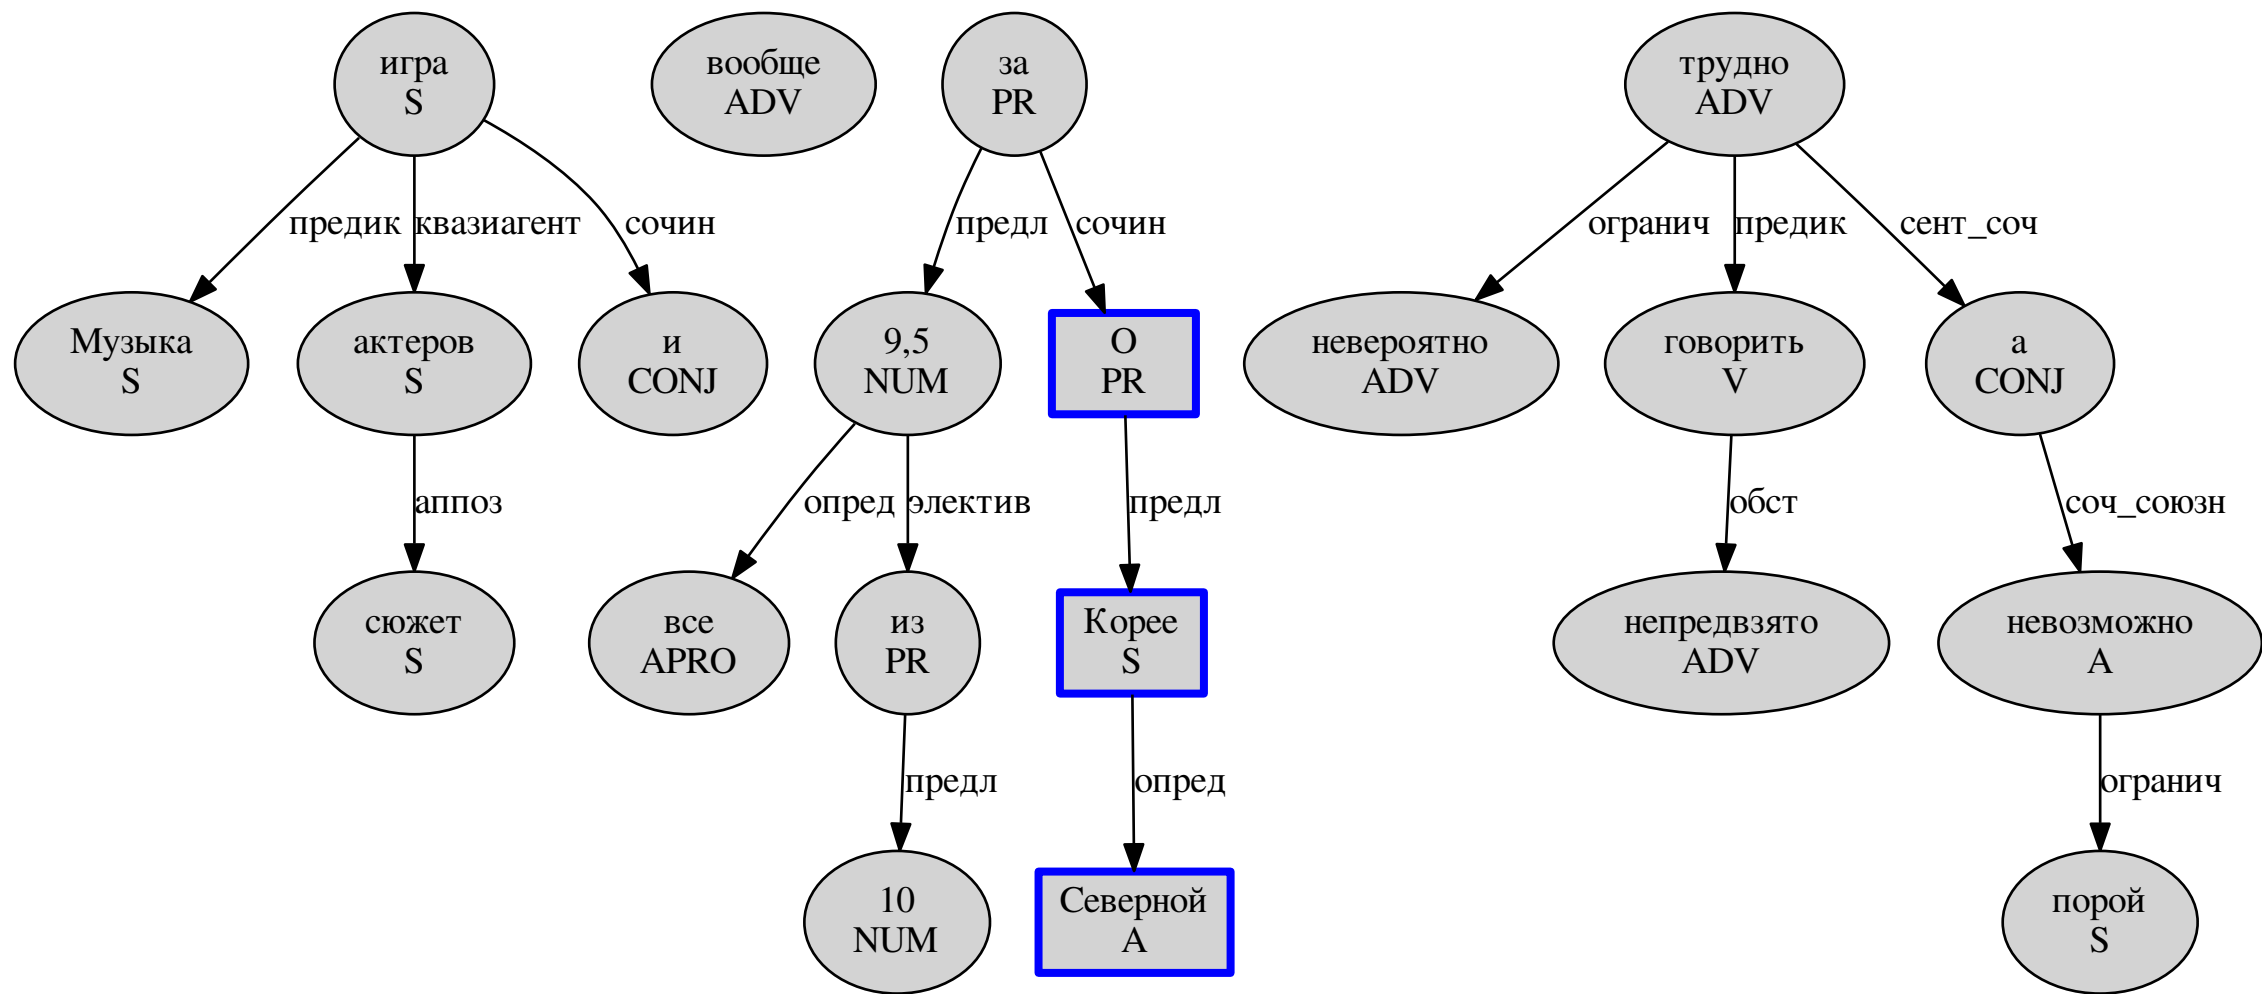 игра
S
вообще
ADV
за
PR
трудно
ADV
предик
квазиагент
сочин
предл
сочин
огранич
предик
сент_соч
Музыка
S
актеров
S
и
CONJ
9,5
NUM
О
PR
невероятно
ADV
говорить
V
а
CONJ
аппоз
опред
электив
предл
обст
соч_союзн
сюжет
S
все
APRO
из
PR
Корее
S
непредвзято
ADV
невозможно
A
предл
опред
огранич
10
NUM
Северной
A
порой
S